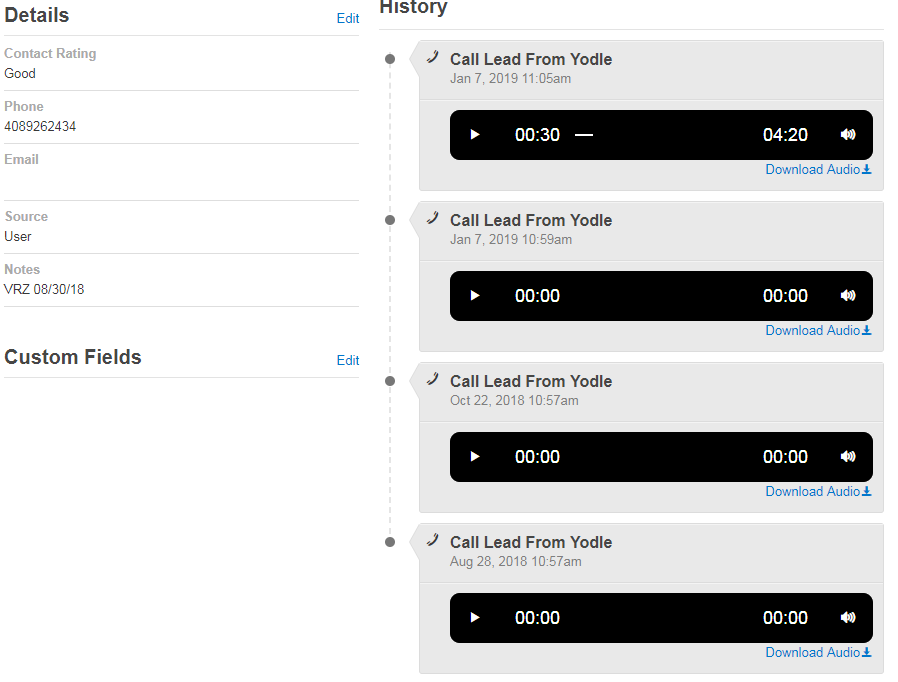 Details
Edit
Contact Rating
Good
Phone
4089262434
Email
Source
User
Notes
VRZ 08/30/18
Custom Fields
Edit
History
Call Lead From Yodle
Jan 7, 2019 11:05am
00:30 04:20
Download Audio
Call Lead From Yodle
Jan 7, 2019 10:59am
00:00 00:00
Download Audio
Call Lead From Yodle
Oct 22, 2018 10:57am
00:00 00:00
Download Audio
Call Lead From Yodle
Aug 28, 2018 10:57am
00:00 00:00
Download Audio